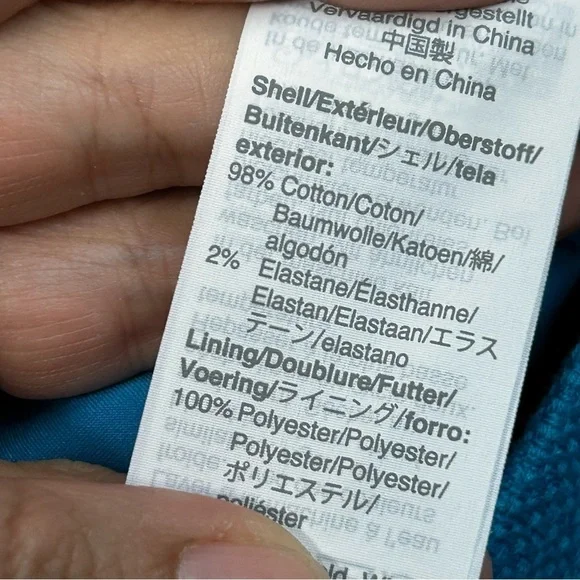 gestellt
Vervaardigd in China
中国製
Hecho en China
Shell/Extérieur/Oberstoff/
Buitenkant/シェル/tela
exterior:
98% Cotton/Coton/
Baumwolle/Katoen/綿/
algodón
2% Elastane/Élasthanne/
Elastan/Elastaan/エラス
テーン/elastano
Lining/Doublure/Futter/
Voering/ライニング/forro:
100% Polyester/Polyester/
Polyester/Polyester/
ポリエステル/
poliéster